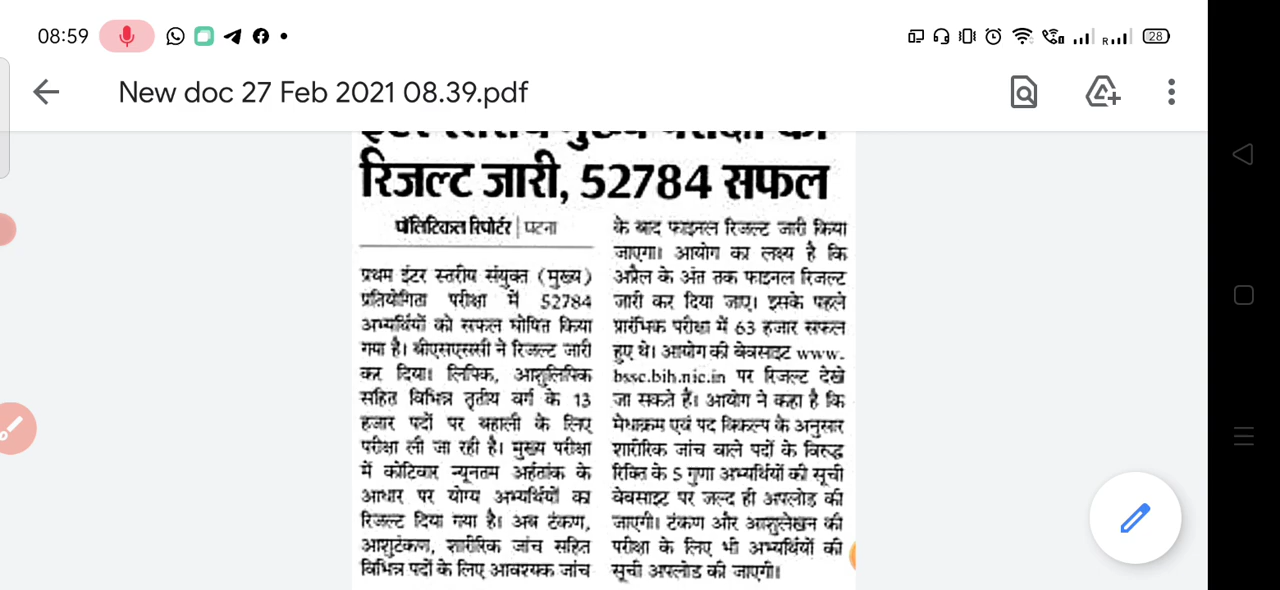 08:59
28
New doc 27 Feb 2021 08.39.pdf
रिजल्ट जारी, 52784 सफल
पॉलिटिकल रिपोर्टर | पटना
प्रथम इंटर स्तरीय संयुक्त (मुख्य)
प्रतियोगिता परीक्षा में 52784
अभ्यर्थियों को सफल घोषित किया
गया है। बीएसएससी ने रिजल्ट जारी
कर दिया। लिपिक, आशुलिपिक
सहित विभिन्न तृतीय वर्ग के 13
हजार पदों पर बहाली के लिए
परीक्षा ली जा रही है। मुख्य परीक्षा
में कोटिवार न्यूनतम अर्हतांक के
आधार पर योग्य अभ्यर्थियों का
रिजल्ट दिया गया है। अब टंकण,
आशुटंकण, शारीरिक जांच सहित
विभिन्न पदों के लिए आवश्यक जांच
के बाद फाइनल रिजल्ट जारी किया
जाएगा। आयोग का लक्ष्य है कि
अप्रैल के अंत तक फाइनल रिजल्ट
जारी कर दिया जाए। इसके पहले
प्रारंभिक परीक्षा में 63 हजार सफल
हुए थे। आयोग की वेबसाइट www.
bssc.bih.nic.in पर रिजल्ट देखे
जा सकते हैं। आयोग ने कहा है कि
मेधाक्रम एवं पद विकल्प के अनुसार
शारीरिक जांच वाले पदों के विरुद्ध
रिक्ति के 5 गुणा अभ्यर्थियों की सूची
वेबसाइट पर जल्द ही अपलोड की
जाएगी। टंकण और आशुलेखन की
परीक्षा के लिए भी अभ्यर्थियों की
सूची अपलोड की जाएगी।